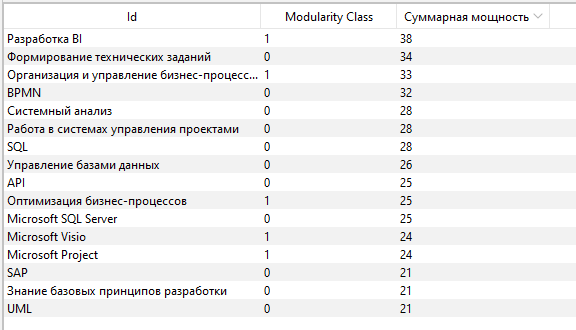 Id Modularity Class Суммарная мощность
Разработка BI 1 38
Формирование технических заданий 0 34
Организация и управление бизнес-процесс... 1 33
BPMN 0 32
Системный анализ 0 28
Работа в системах управления проектами 0 28
SQL 0 28
Управление базами данных 0 26
API 0 25
Оптимизация бизнес-процессов 1 25
Microsoft SQL Server 0 25
Microsoft Visio 1 24
Microsoft Project 1 24
SAP 0 21
Знание базовых принципов разработки 0 21
UML 0 21